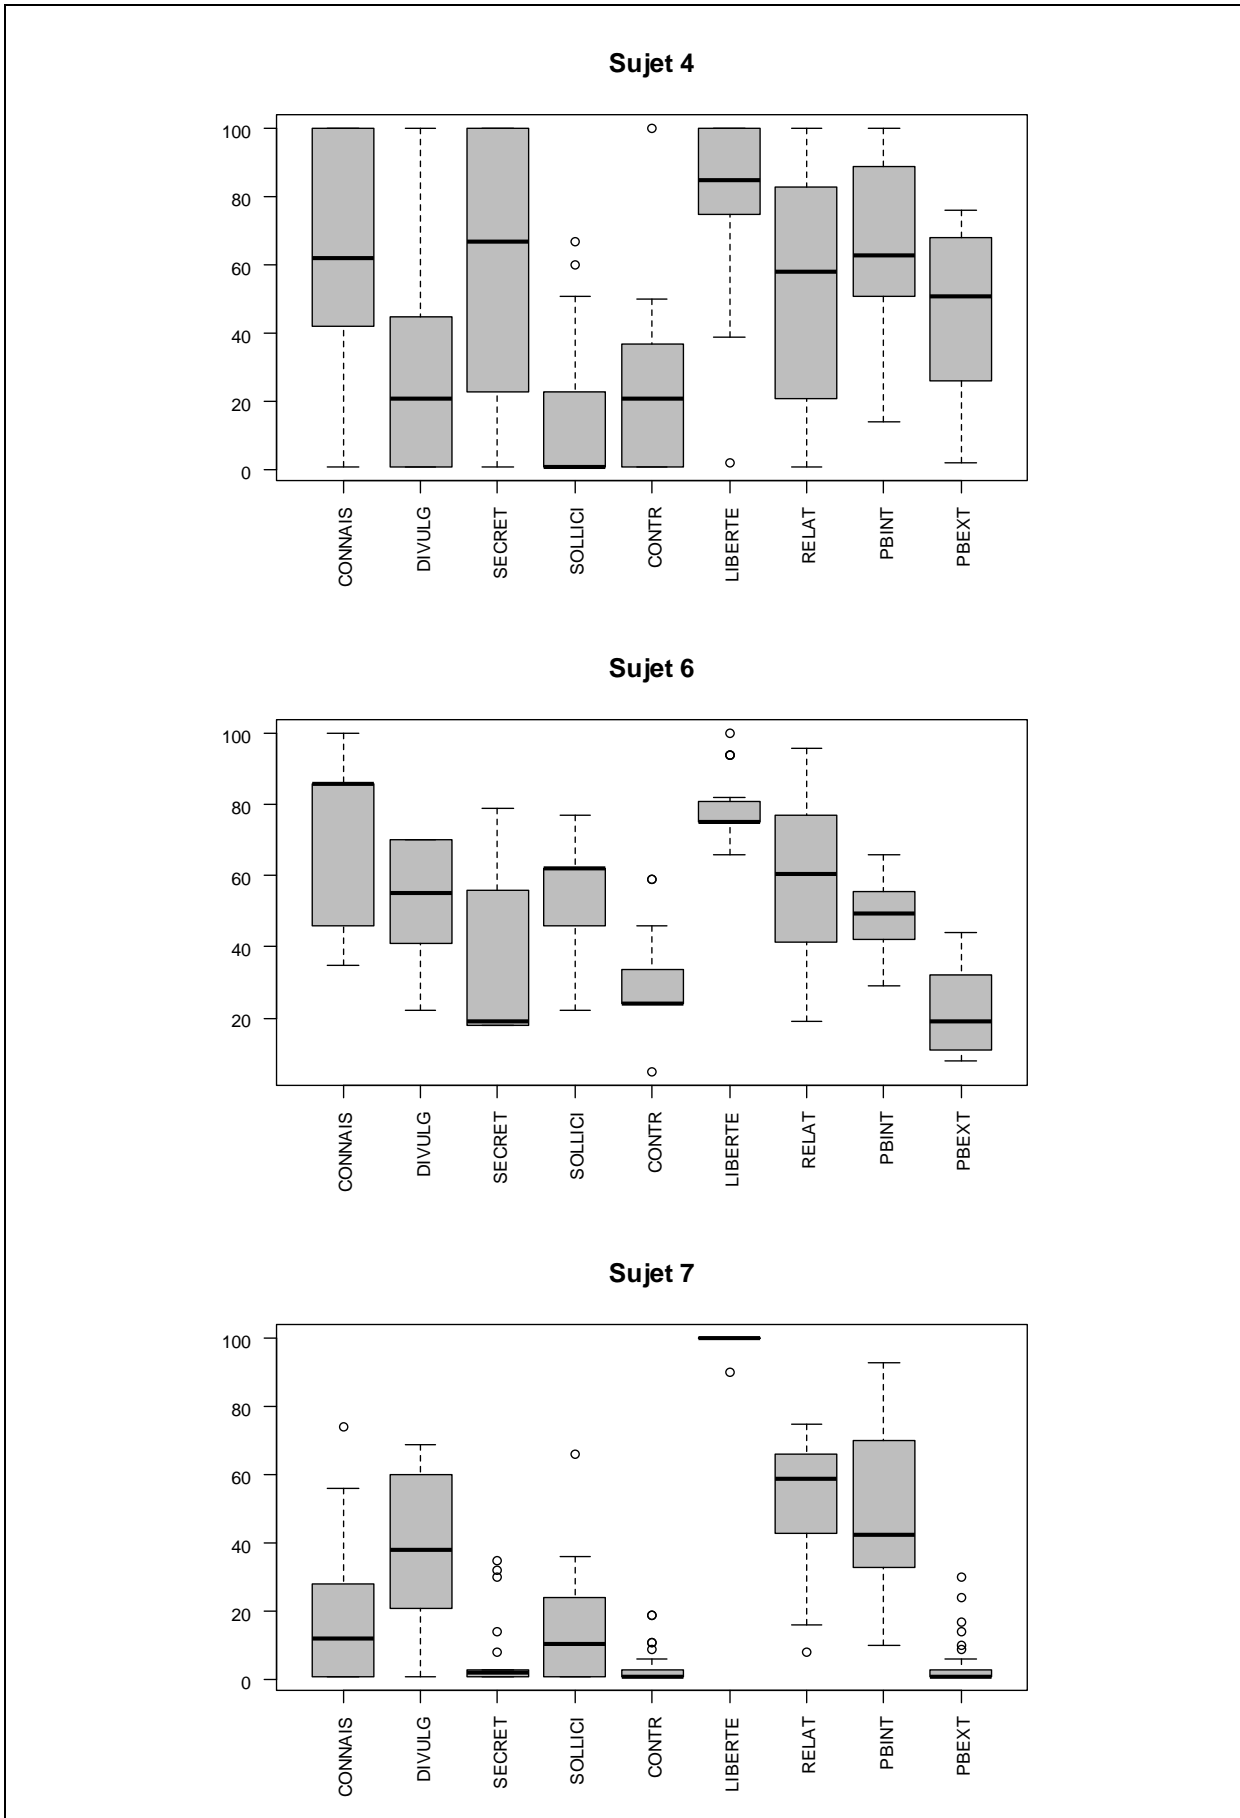 Sujet 4
100
80
60
40
20
0
CONNAIS
DIVULG
SECRET
SOLLICI
CONTR
LIBERTE
RELAT
PBINT
PBEXT
Sujet 6
100
80
60
40
20
CONNAIS
DIVULG
SECRET
SOLLICI
CONTR
LIBERTE
RELAT
PBINT
PBEXT
Sujet 7
100
80
60
40
20
0
CONNAIS
DIVULG
SECRET
SOLLICI
CONTR
LIBERTE
RELAT
PBINT
PBEXT